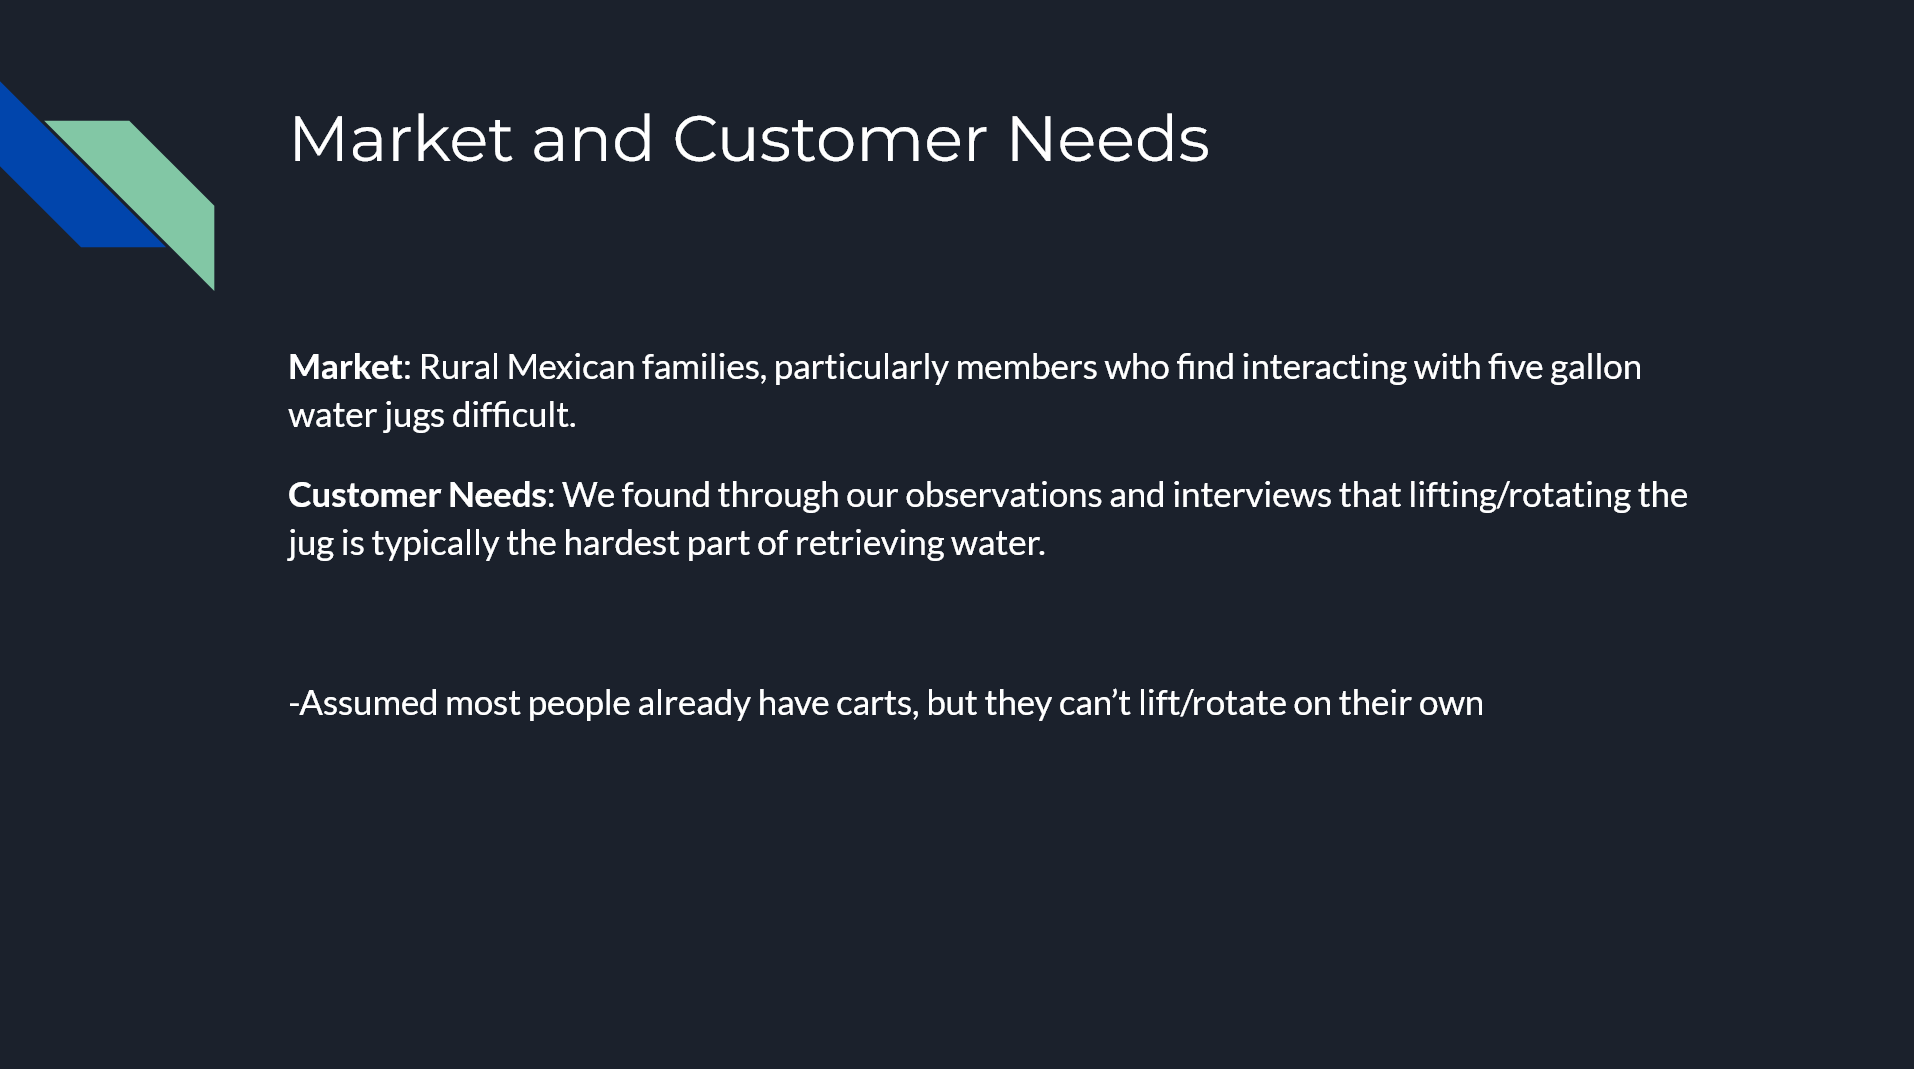 Market and Customer Needs
Market: Rural Mexican families, particularly members who find interacting with five gallon
water jugs difficult.
Customer Needs: We found through our observations and interviews that lifting/rotating the
jug is typically the hardest part of retrieving water.
-Assumed most people already have carts, but they can’t lift/rotate on their own